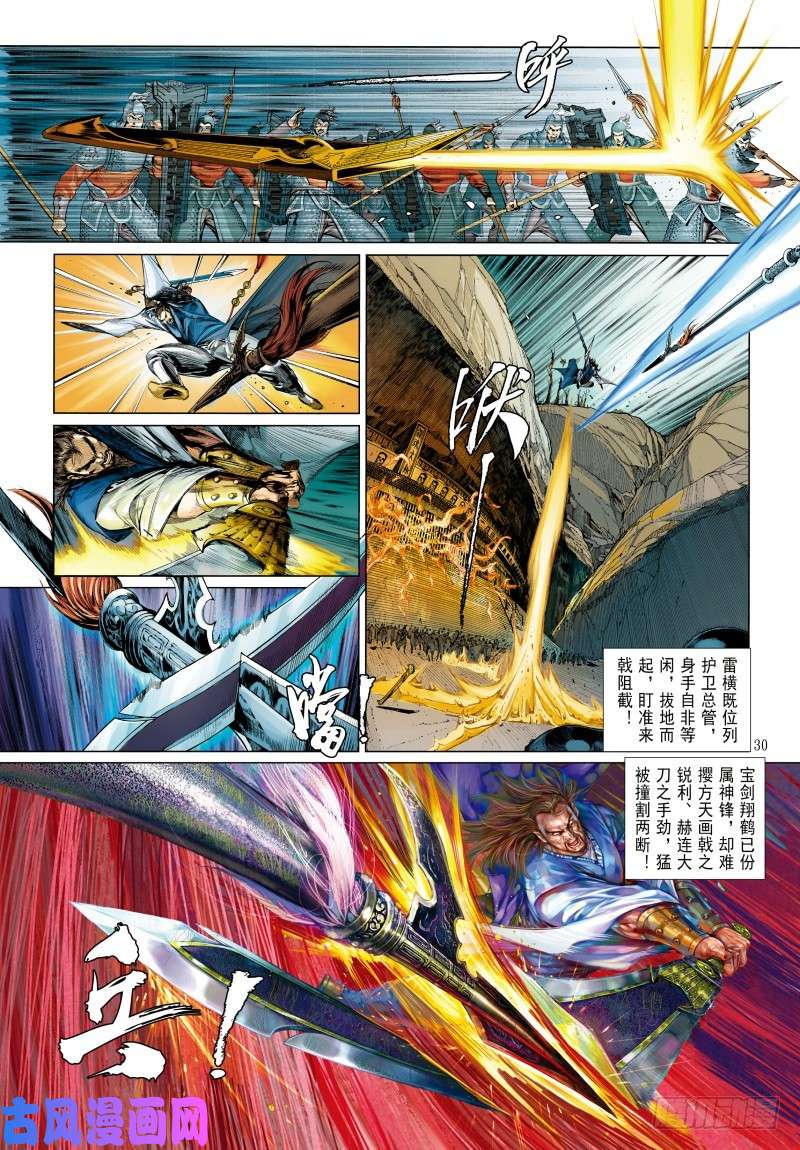 呼
吠！
雷横既位列
护卫总管，
身手自非等
闲，拔地而
起，盯准来
戟阻截！
30
当！
宝剑翔鹤已份
属神锋，却难
撄方天画戟之
锐利、赫连大
刀之手劲，猛
被撞割两断！
兵！
古风漫画网